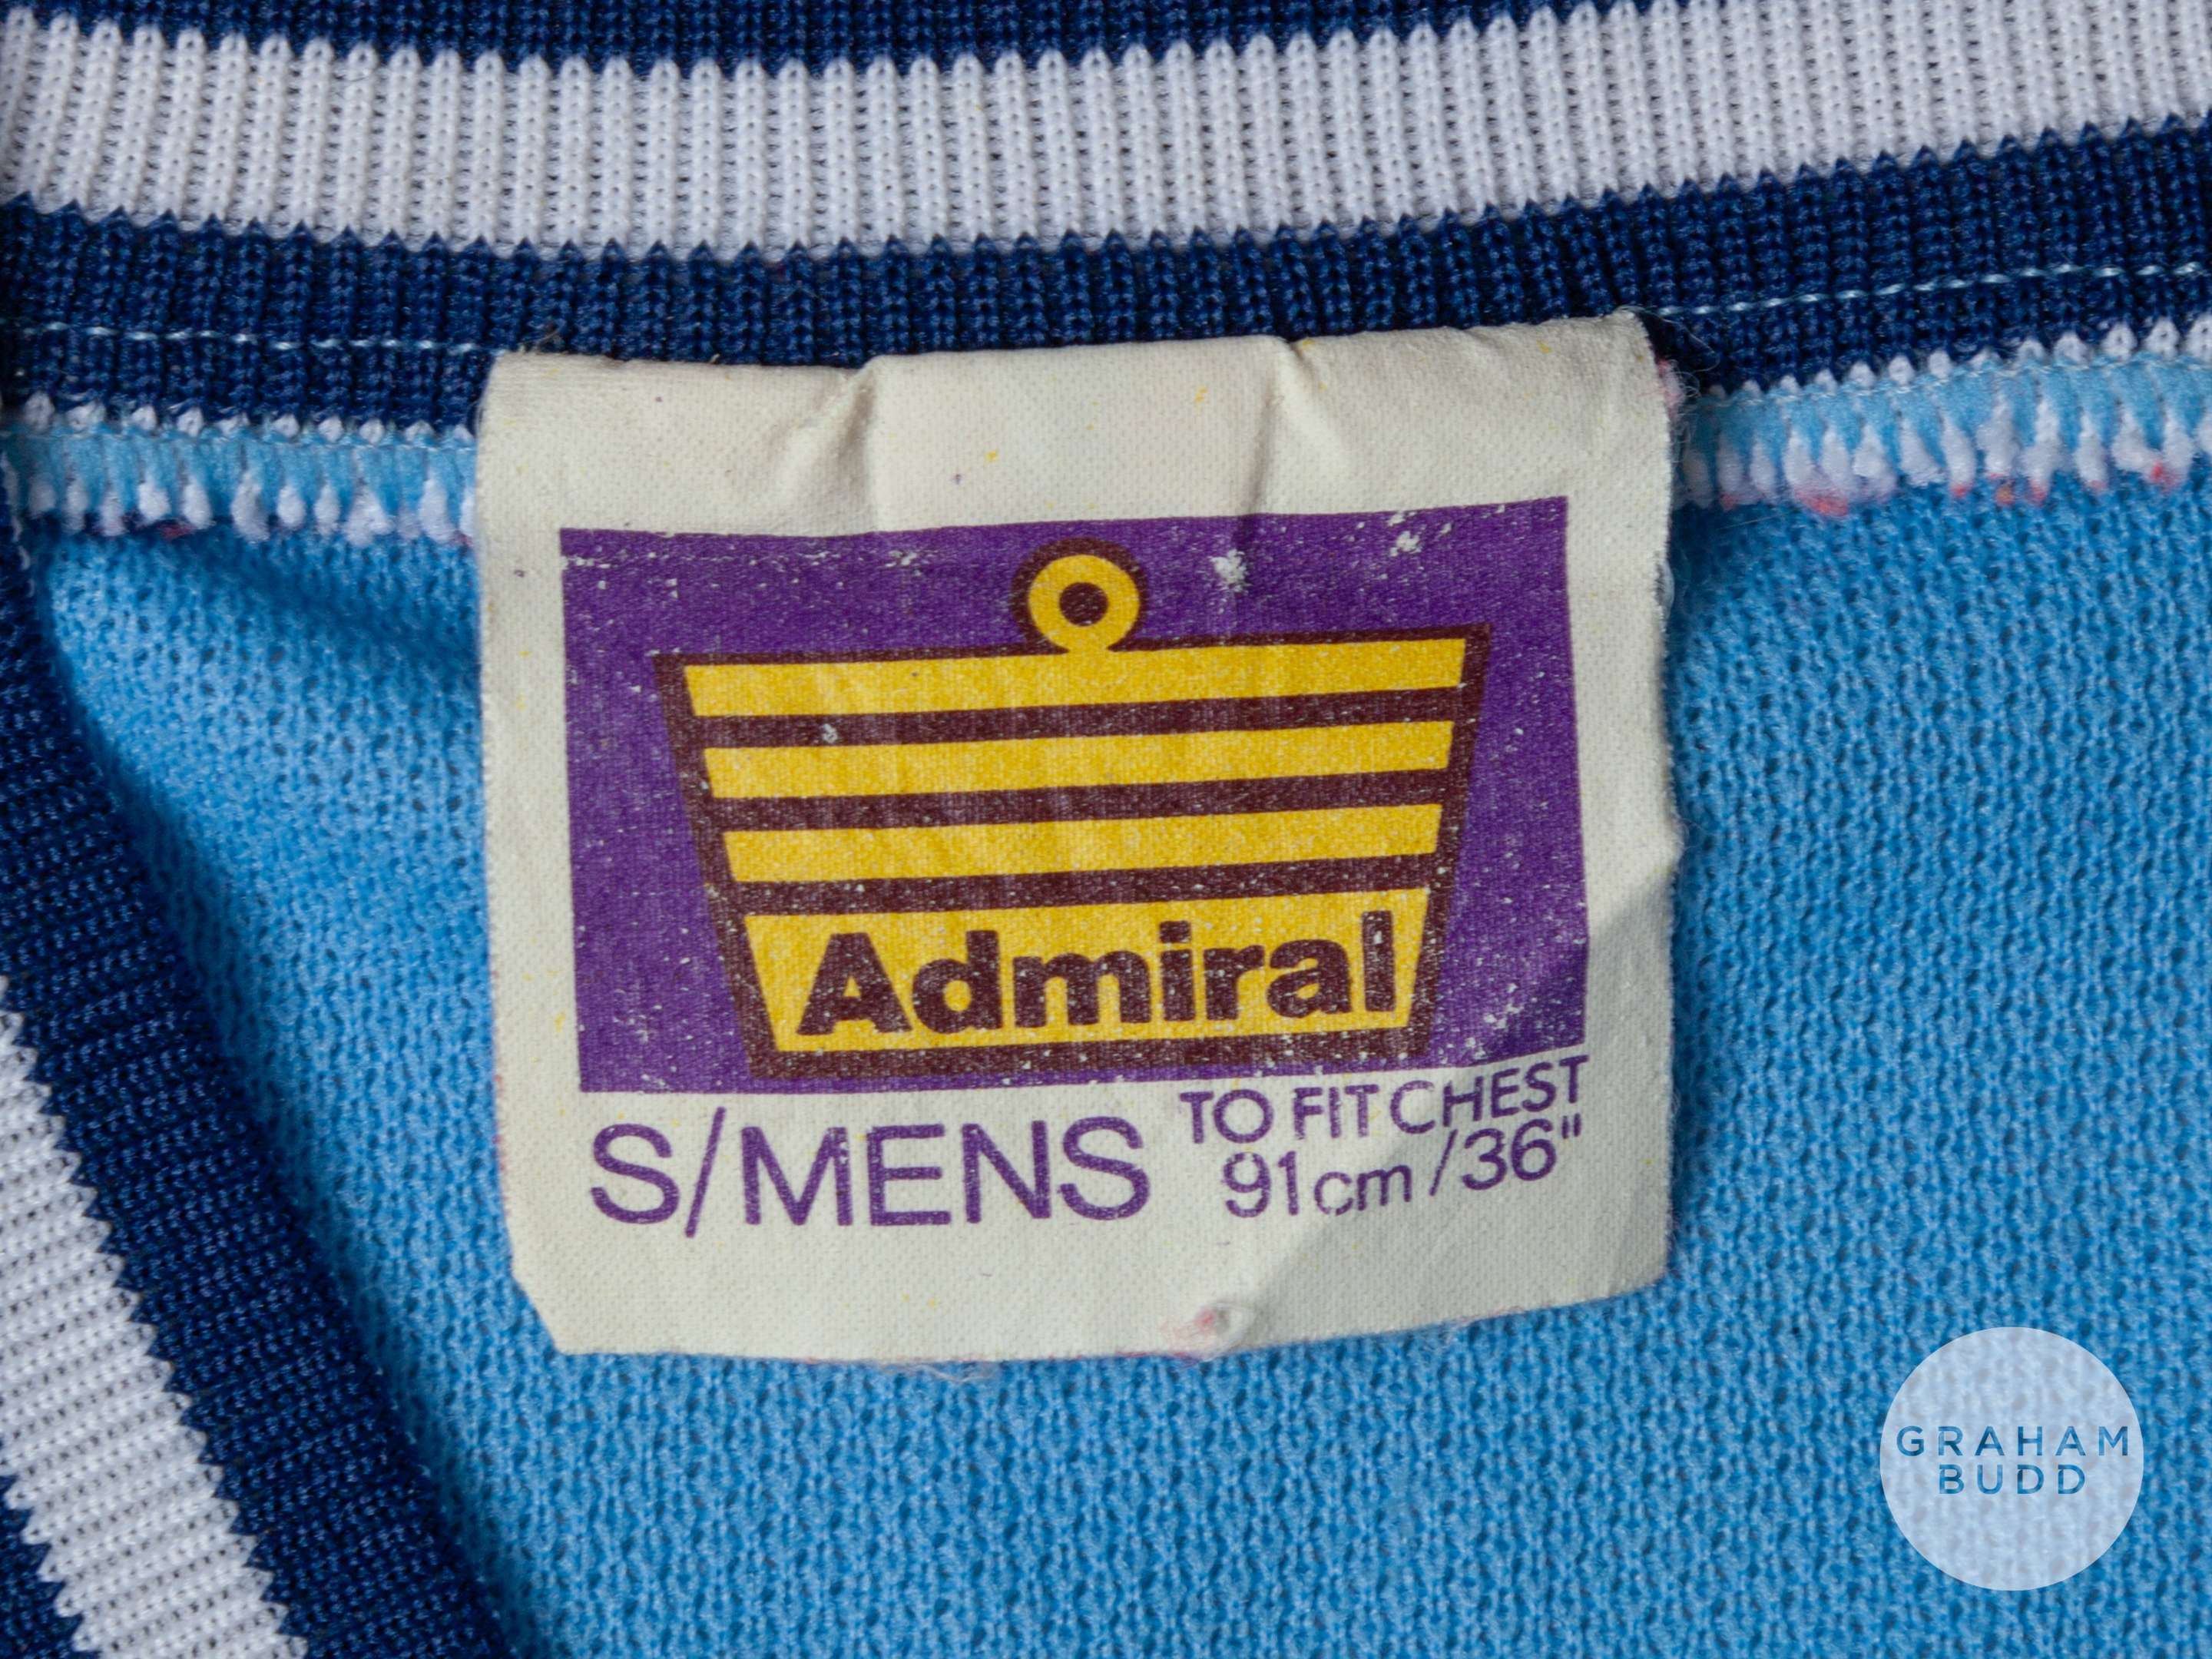 Admiral
S/MENS
TO FIT CHEST
91cm/36"
GRAHAM
BUDD